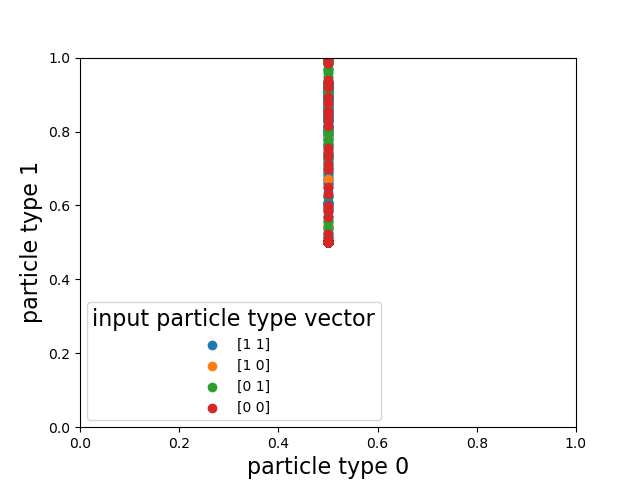 1.0
0.8
0.6
0.4
0.2
0.0
particle type 1
input particle type vector
[1 1]
[1 0]
[0 1]
[0 0]
0.0 0.2 0.4 0.6 0.8 1.0
particle type 0